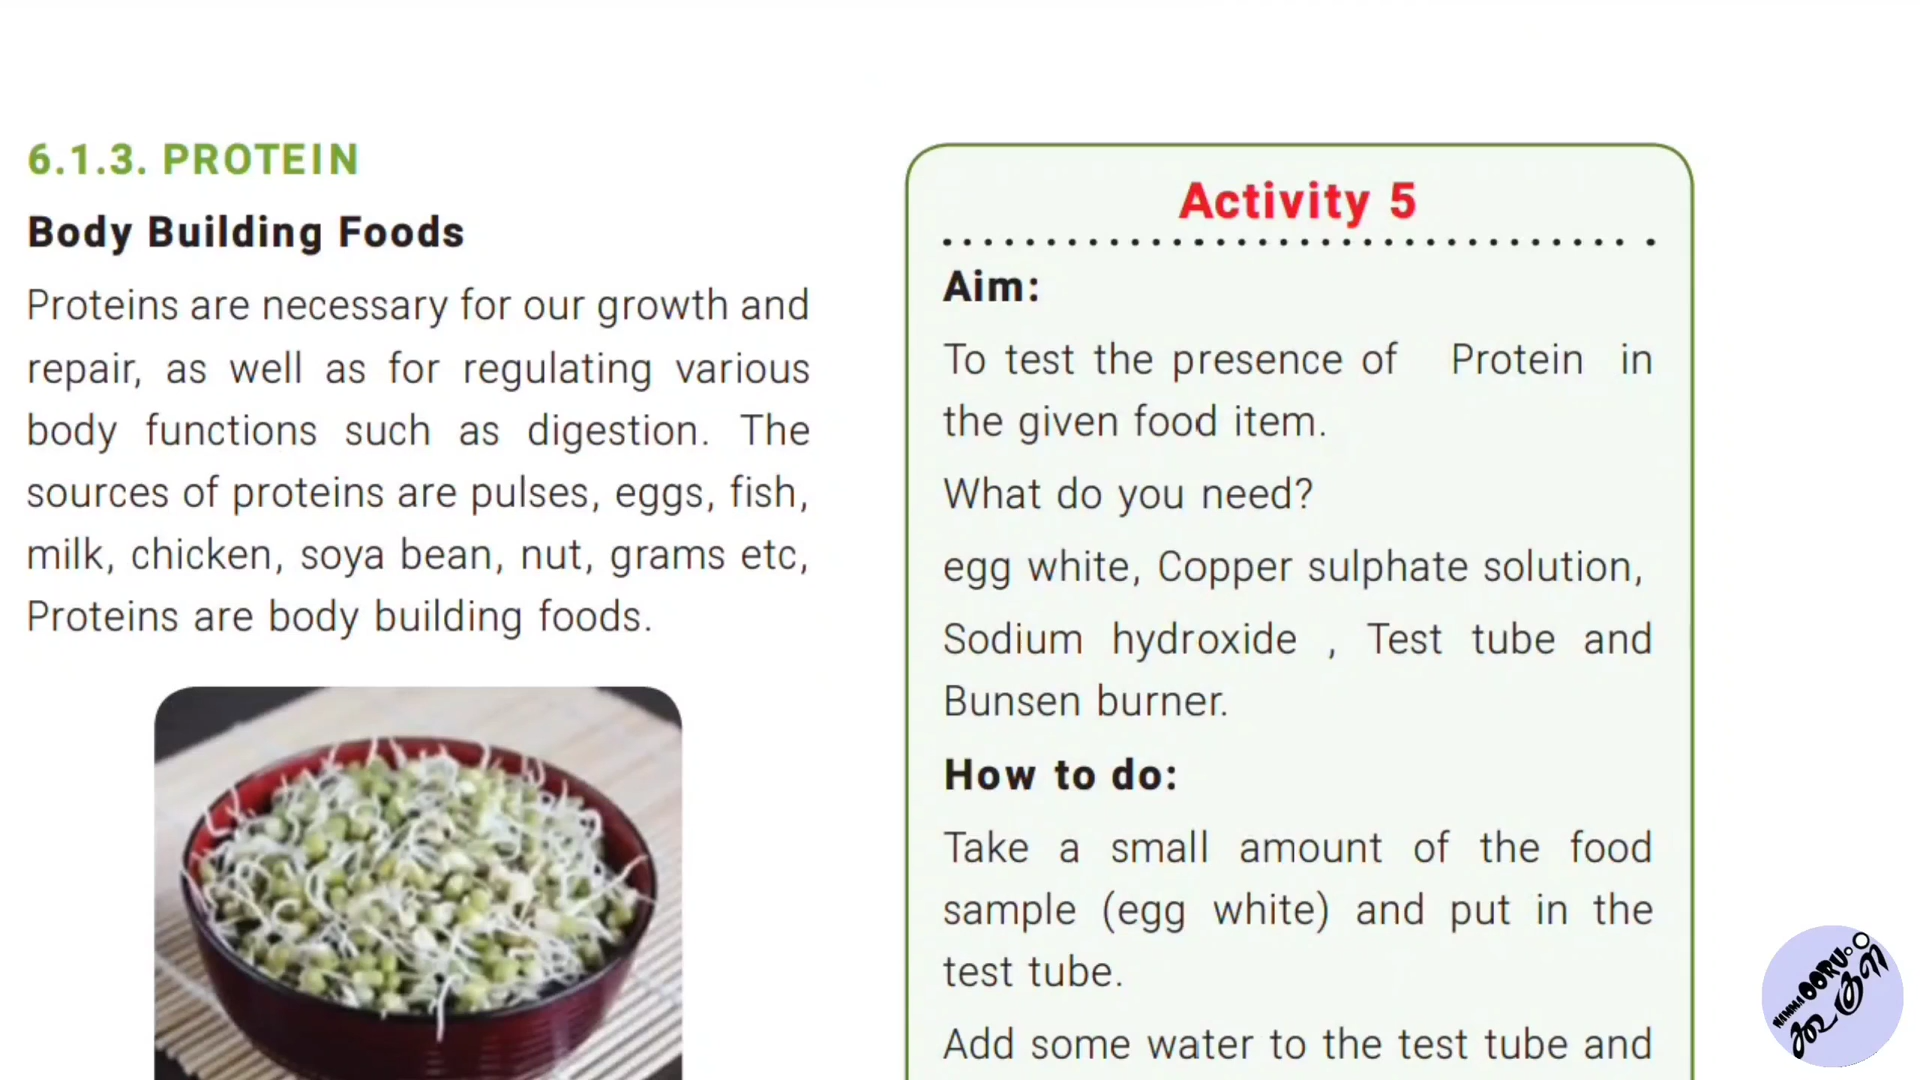 6.1.3. PROTEIN
Body Building Foods
Proteins are necessary for our growth and
repair, as well as for regulating various
body functions such as digestion. The
sources of proteins are pulses, eggs, fish,
milk, chicken, soya bean, nut, grams etc,
Proteins are body building foods.
Activity 5
Aim:
To test the presence of Protein in
the given food item.
What do you need?
egg white, Copper sulphate solution,
Sodium hydroxide , Test tube and
Bunsen burner.
How to do:
Take a small amount of the food
sample (egg white) and put in the
test tube.
Add some water to the test tube and
NAMMA OORU